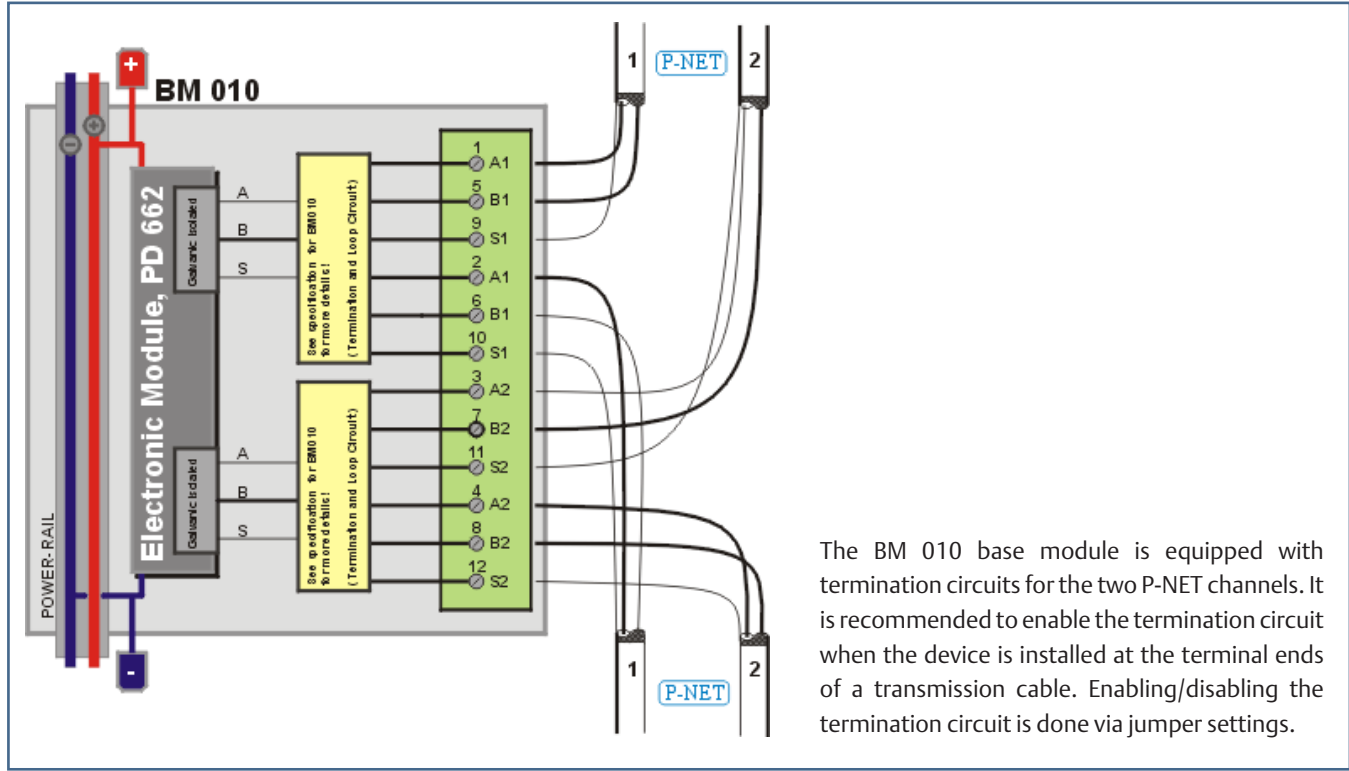 +
BM 010
1
P-NET
2
-
+
Electronic Module, PD 662
Galvanic Isolated
A
B
S
See specification for BM010
for more details!
(Termination and Loop Circuit)
1
A1
5
B1
9
S1
2
A1
6
B1
10
S1
Galvanic Isolated
A
B
S
See specification for BM010
for more details!
(Termination and Loop Circuit)
3
A2
7
B2
11
S2
4
A2
8
B2
12
S2
POWER-RAIL
-
1
P-NET
2
The BM 010 base module is equipped with
termination circuits for the two P-NET channels. It
is recommended to enable the termination circuit
when the device is installed at the terminal ends
of a transmission cable. Enabling/disabling the
termination circuit is done via jumper settings.